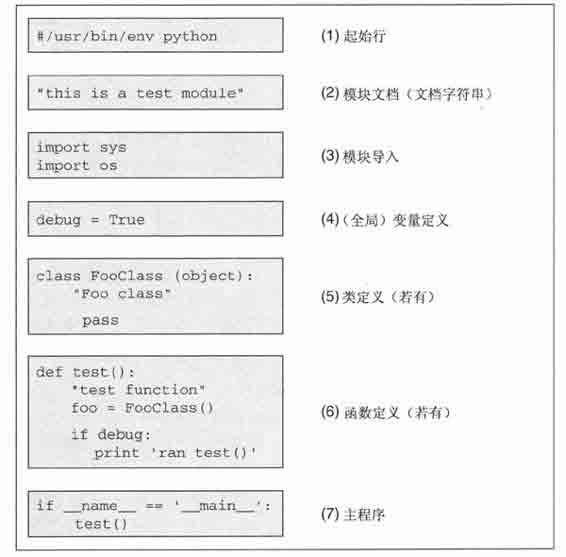 #/usr/bin/env python
(1) 起始行
"this is a test module"
(2) 模块文档（文档字符串）
import sys
import os
(3) 模块导入
debug = True
(4)（全局）变量定义
class FooClass (object):
"Foo class"
pass
(5) 类定义（若有）
def test():
"test function"
foo = FooClass()
if debug:
print 'ran test()'
(6) 函数定义（若有）
if __name__ == '__main__':
test()
(7) 主程序